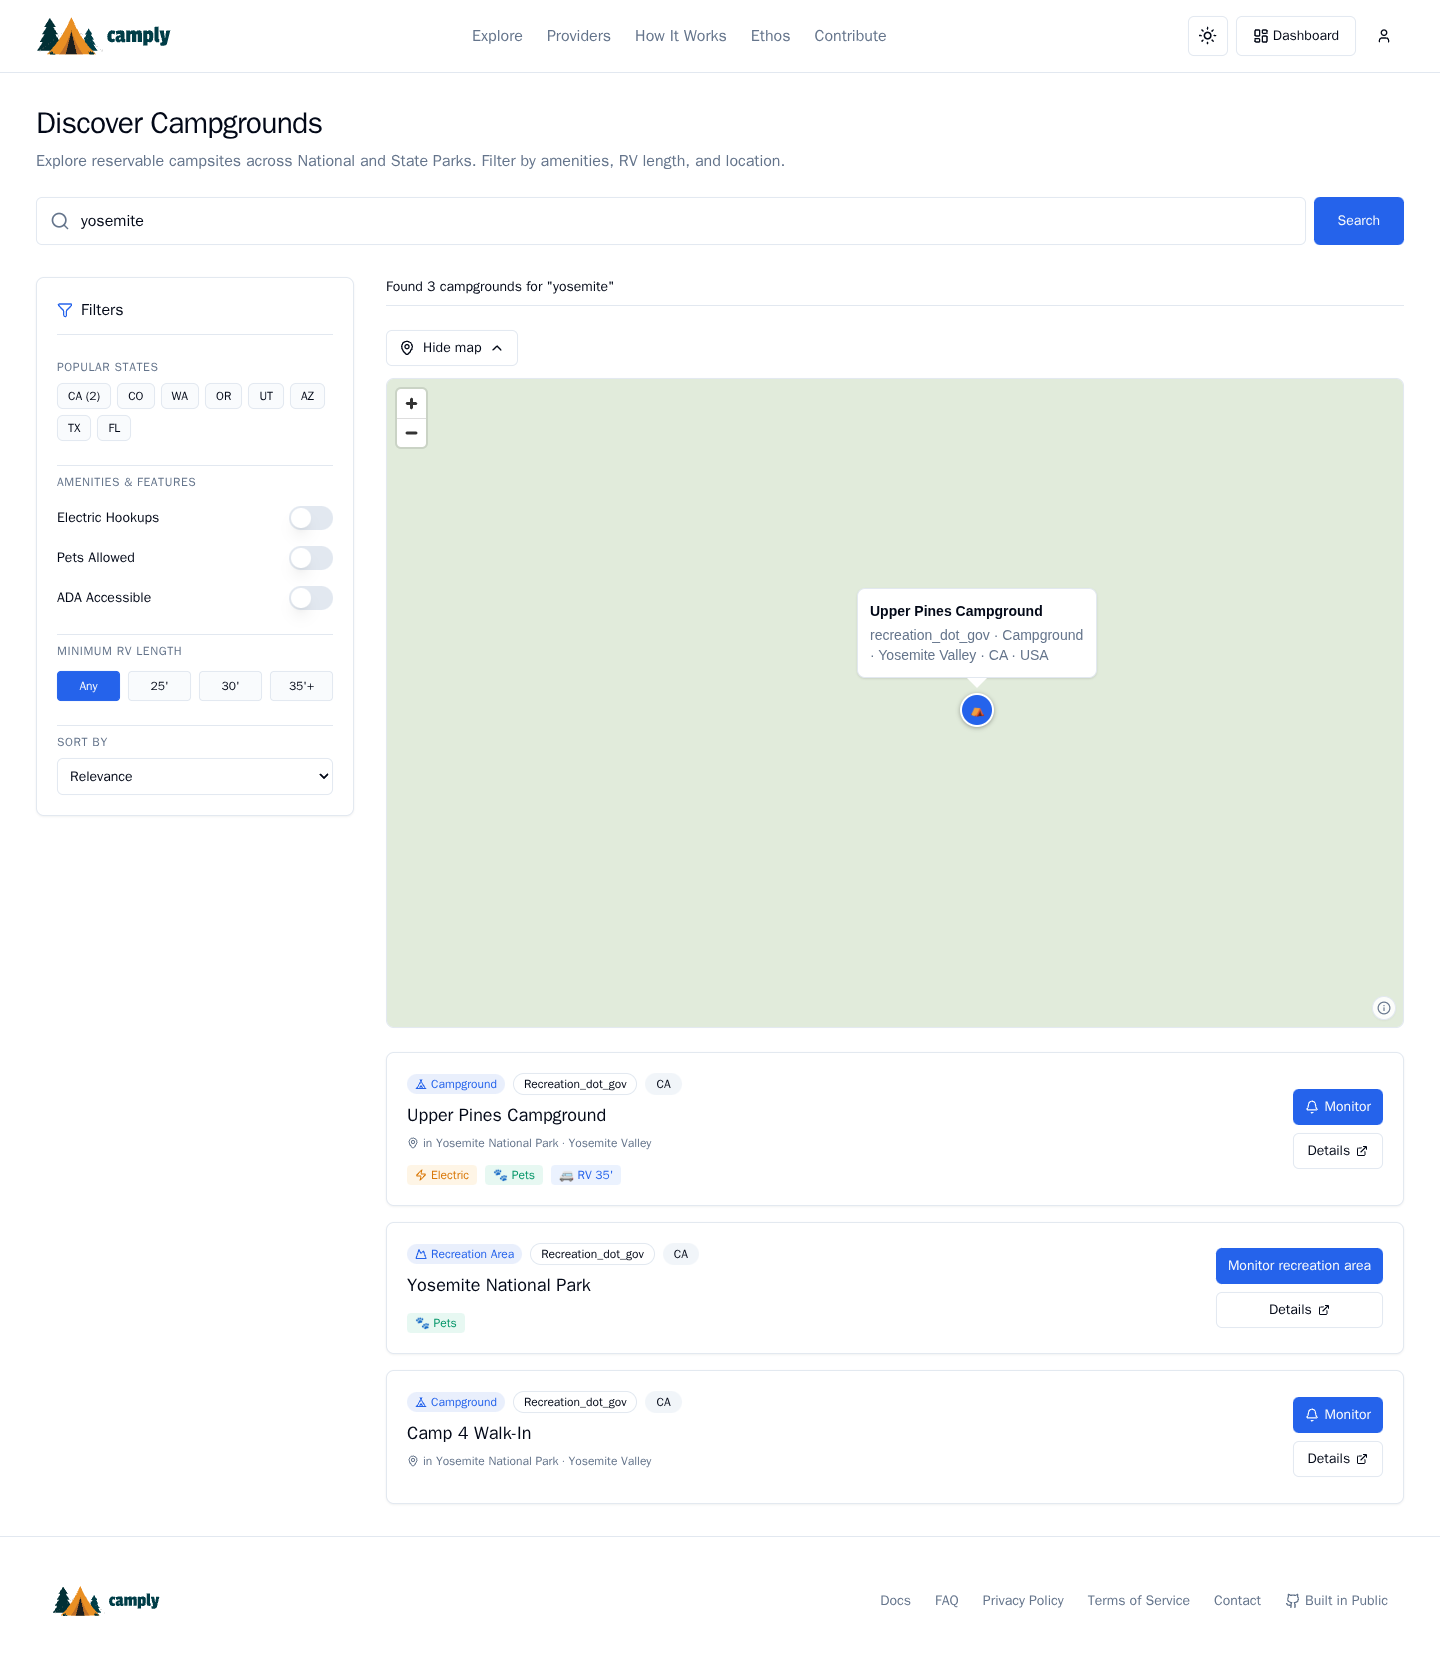 camply
Explore
Providers
How It Works
Ethos
Contribute
Dashboard
Discover Campgrounds
Explore reservable campsites across National and State Parks. Filter by amenities, RV length, and location.
yosemite
Search
Filters
POPULAR STATES
CA (2)
CO
WA
OR
UT
AZ
TX
FL
AMENITIES & FEATURES
Electric Hookups
Pets Allowed
ADA Accessible
MINIMUM RV LENGTH
Any
25'
30'
35'+
SORT BY
Relevance
Found 3 campgrounds for "yosemite"
Hide map
Upper Pines Campground
recreation_dot_gov · Campground
· Yosemite Valley · CA · USA
Campground
Recreation_dot_gov
CA
Upper Pines Campground
in Yosemite National Park · Yosemite Valley
Electric
Pets
RV 35'
Monitor
Details
Recreation Area
Recreation_dot_gov
CA
Yosemite National Park
Pets
Monitor recreation area
Details
Campground
Recreation_dot_gov
CA
Camp 4 Walk-In
in Yosemite National Park · Yosemite Valley
Monitor
Details
camply
Docs
FAQ
Privacy Policy
Terms of Service
Contact
Built in Public